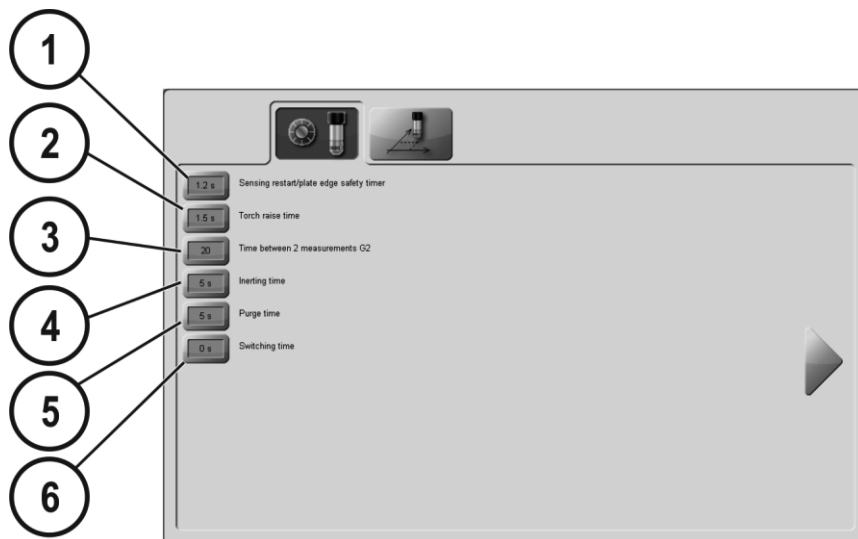 1
2
3
4
5
6
1.2 s Sensing restart/plate edge safety timer
1.5 s Torch raise time
20 Time between 2 measurements G2
5 s Inerting time
5 s Purge time
0 s Switching time